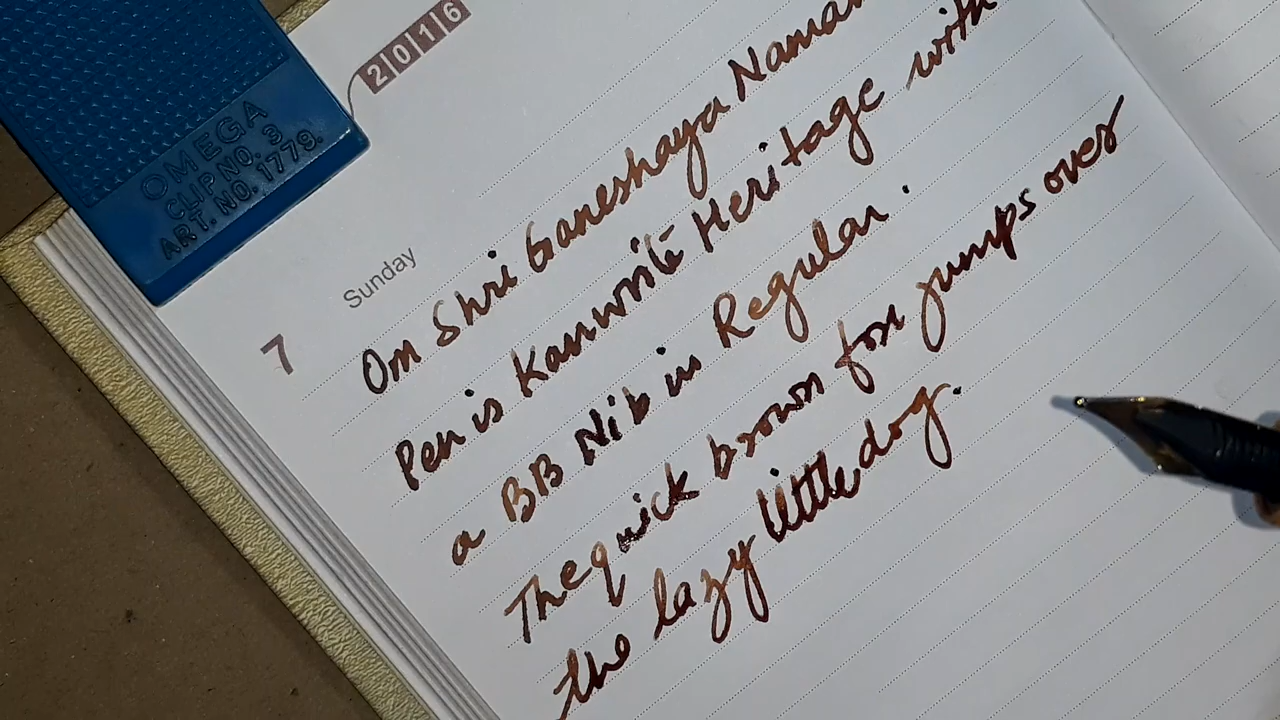 OMEGA
CLIP NO. 3
ART. NO. 1779.
2016
Sunday
7
Om Shri Ganeshaya Namah
Pen is Kanwrite Heritage with
a BB Nib in Regular.
The quick brown fox jumps over
the lazy little dog.